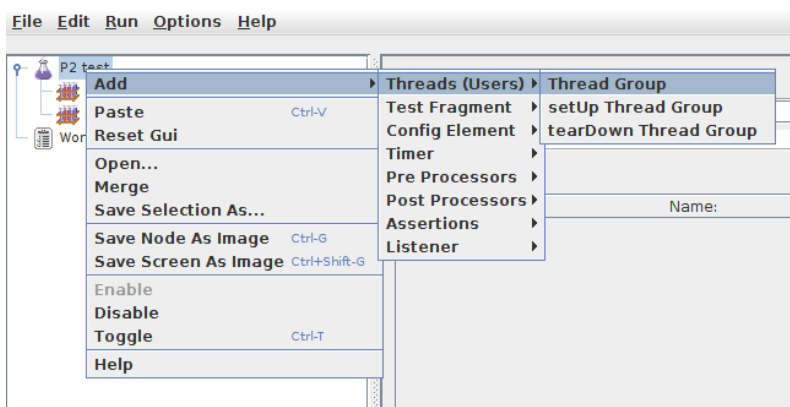 File Edit Run Options Help
P2 test
Wor
Add
Paste Ctrl-V
Reset Gui
Open...
Merge
Save Selection As...
Save Node As Image Ctrl-G
Save Screen As Image Ctrl+Shift-G
Enable
Disable
Toggle Ctrl-T
Help
Threads (Users)
Test Fragment
Config Element
Timer
Pre Processors
Post Processors
Assertions
Listener
Thread Group
setUp Thread Group
tearDown Thread Group
Name: